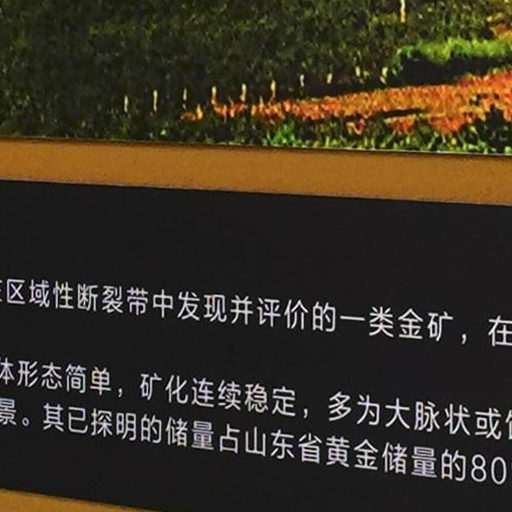 区域性断裂带中发现并评价的一类金矿，在
体形态简单，矿化连续稳定，多为大脉状或
景。其已探明的储量占山东省黄金储量的80